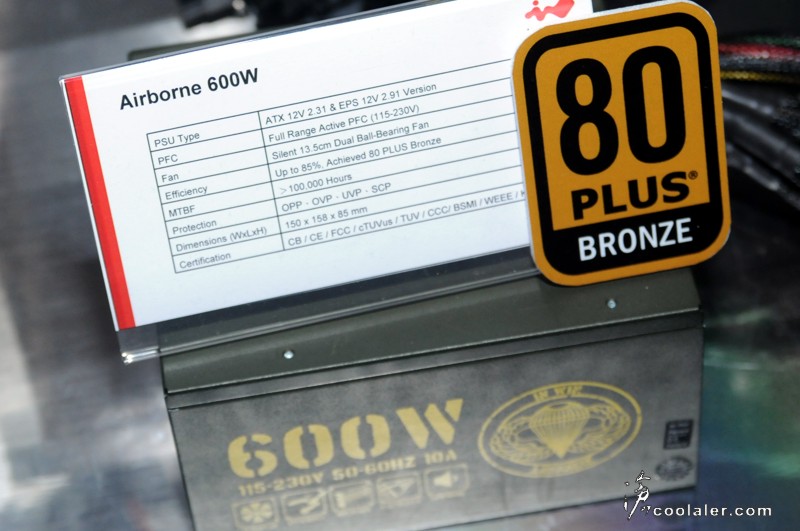 Airborne 600W
PSU Type ATX 12V 2.31 & EPS 12V 2.91 Version
PFC Full Range Active PFC (115-230V)
Fan Silent 13.5cm Dual Ball-Bearing Fan
Efficiency Up to 85%, Achieved 80 PLUS Bronze
MTBF >100,000 Hours
Protection OPP · OVP · UVP · SCP
Dimensions (WxLxH) 150 x 158 x 85 mm
Certification CB / CE / FCC / cTUVus / TUV / CCC/ BSMI / WEEE /
80
PLUS®
BRONZE
600W
115-230V 50-60HZ 10A
coolaler.com